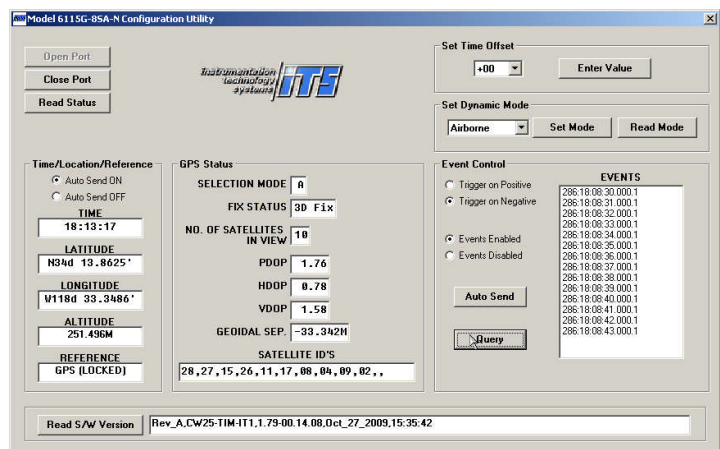 Model 6115G-8SA-N Configuration Utility
Open Port
Close Port
Read Status
Instrumentation
technology
systems
ITS
Set Time Offset
+00
Enter Value
Set Dynamic Mode
Airborne
Set Mode
Read Mode
Time/Location/Reference
Auto Send ON
Auto Send OFF
TIME
18:13:17
LATITUDE
N34d 13.8625'
LONGITUDE
W118d 33.3486'
ALTITUDE
251.496M
REFERENCE
GPS (LOCKED)
GPS Status
SELECTION MODE A
FIX STATUS 3D Fix
NO. OF SATELLITES
IN VIEW 10
PDOP 1.76
HDOP 0.78
VDOP 1.58
GEOIDAL SEP. -33.342M
SATELLITE ID'S
28,27,15,26,11,17,08,04,09,02,,
Event Control
Trigger on Positive
Trigger on Negative
Events Enabled
Events Disabled
Auto Send
Query
EVENTS
286:18:08:30.000.1
286:18:08:31.000.1
286:18:08:32.000.1
286:18:08:33.000.1
286:18:08:34.000.1
286:18:08:35.000.1
286:18:08:36.000.1
286:18:08:37.000.1
286:18:08:38.000.1
286:18:08:39.000.1
286:18:08:40.000.1
286:18:08:41.000.1
286:18:08:42.000.1
286:18:08:43.000.1
Read S/W Version
Rev_A,CW25-TIM-IT1,1.79-00.14.08,Oct_27_2009,15:35:42